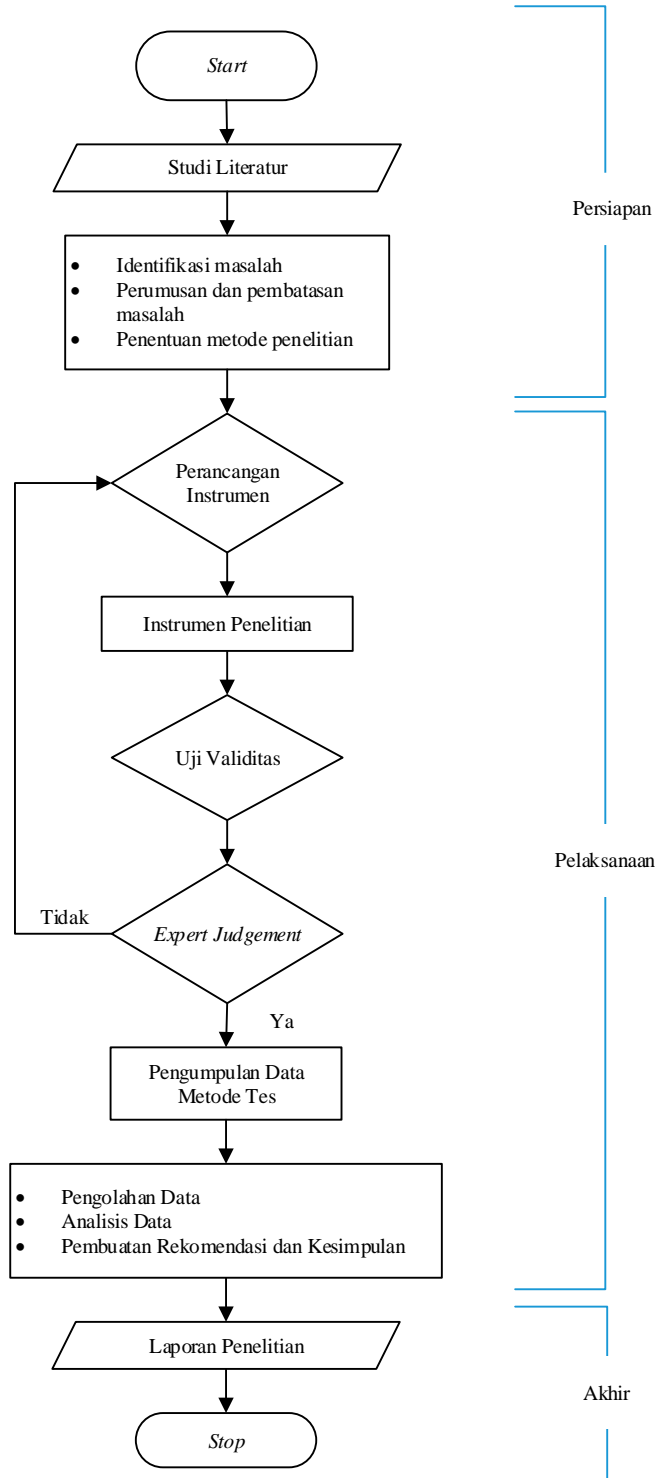 Start
Studi Literatur
Persiapan
• Identifikasi masalah
• Perumusan dan pembatasan
masalah
• Penentuan metode penelitian
Perancangan
Instrumen
Instrumen Penelitian
Uji Validitas
Pelaksanaan
Tidak
Expert Judgement
Ya
Pengumpulan Data
Metode Tes
• Pengolahan Data
• Analisis Data
• Pembuatan Rekomendasi dan Kesimpulan
Laporan Penelitian
Akhir
Stop